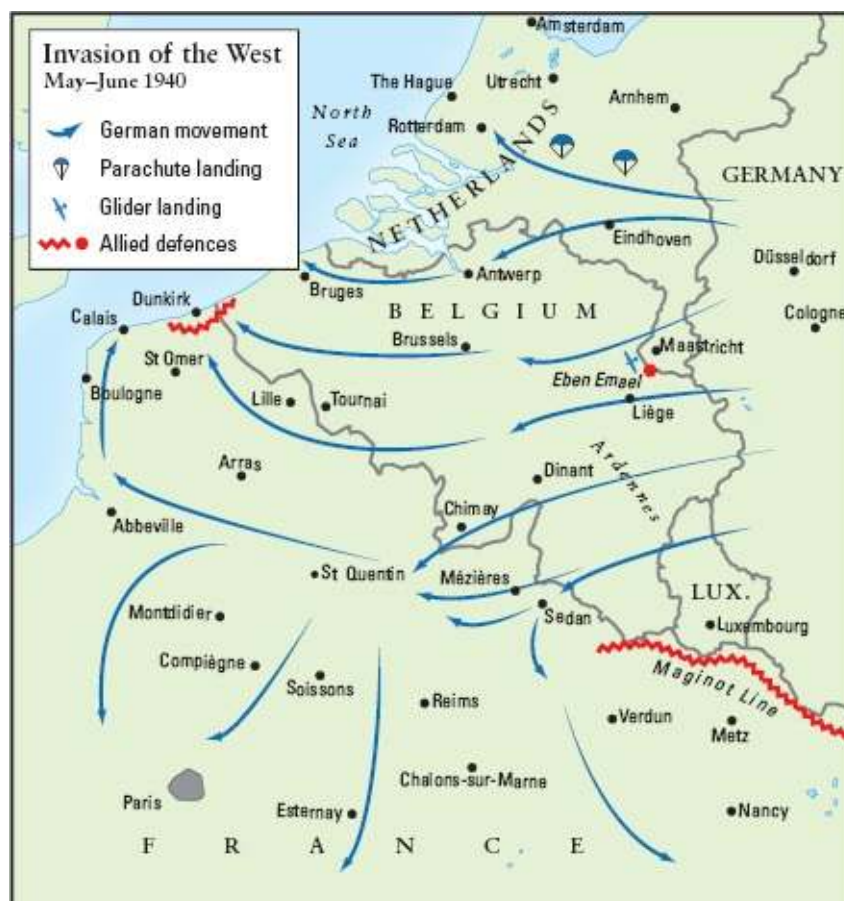 Invasion of the West
May–June 1940
German movement
Parachute landing
Glider landing
Allied defences
Amsterdam
The Hague
Utrecht
Arnhem
North
Sea
Rotterdam
NETHERLANDS
GERMANY
Eindhoven
Düsseldorf
Antwerp
Bruges
BELGIUM
Cologne
Dunkirk
Calais
Brussels
Maastricht
St Omer
Eben Emael
Boulogne
Lille
Tournai
Liège
Arras
Dinant
Ardennes
Abbeville
Chimay
St Quentin
Mézières
LUX.
Montdidier
Sedan
Luxembourg
Compiègne
Soissons
Maginot Line
Reims
Verdun
Metz
Chalons-sur-Marne
Paris
Esternay
Nancy
FRANCE